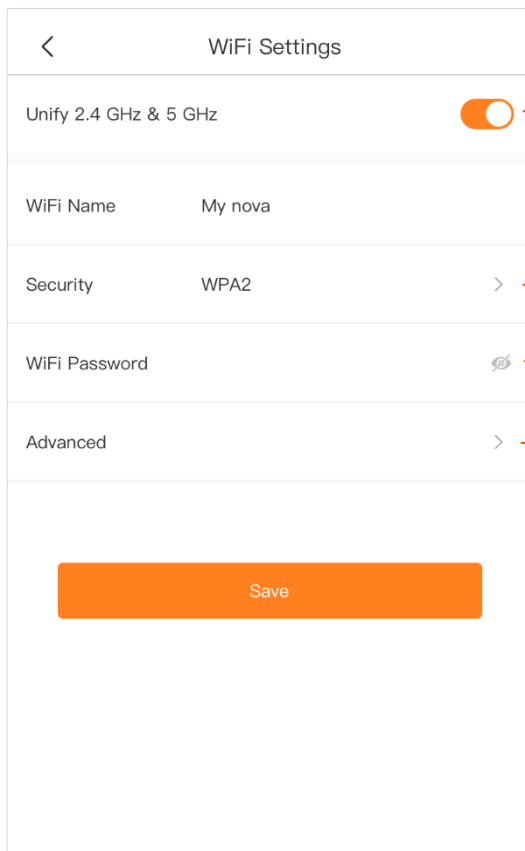 WiFi Settings
Unify 2.4 GHz & 5 GHz
WiFi Name My nova
Security WPA2
WiFi Password
Advanced
Save